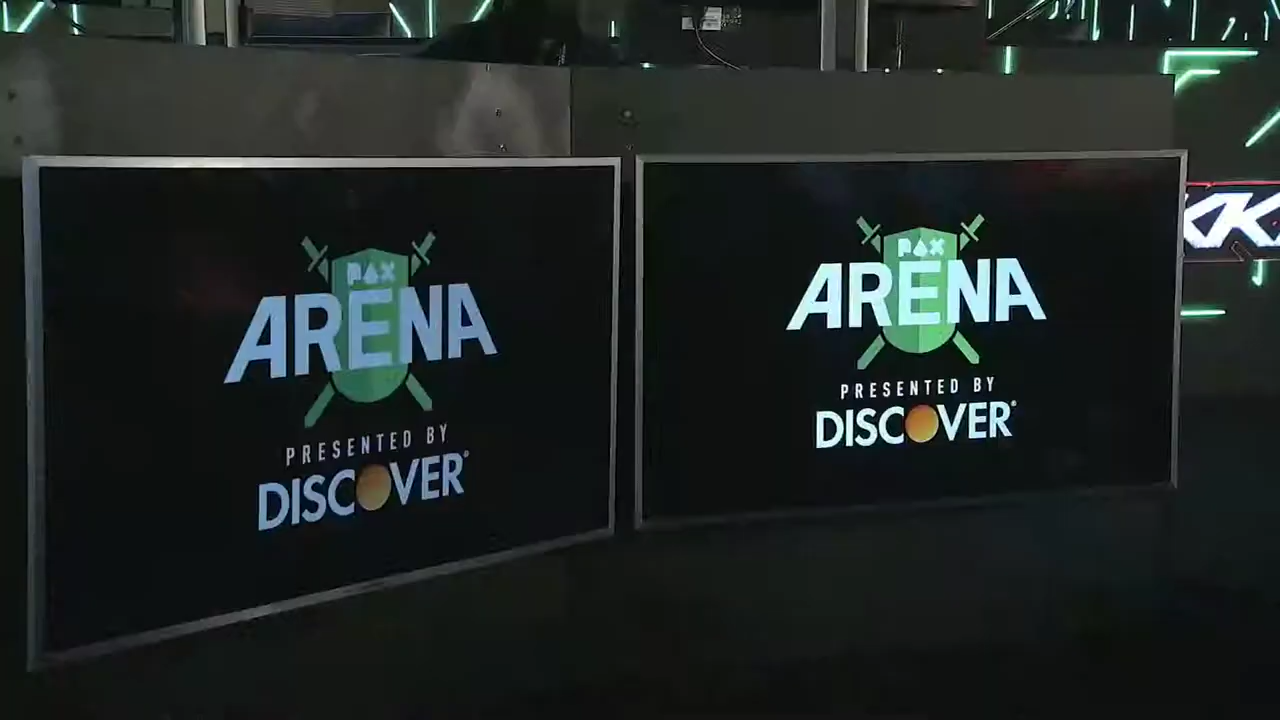 PAX
ARENA
PRESENTED BY
DISCOVER®
PAX
ARENA
PRESENTED BY
DISCOVER®